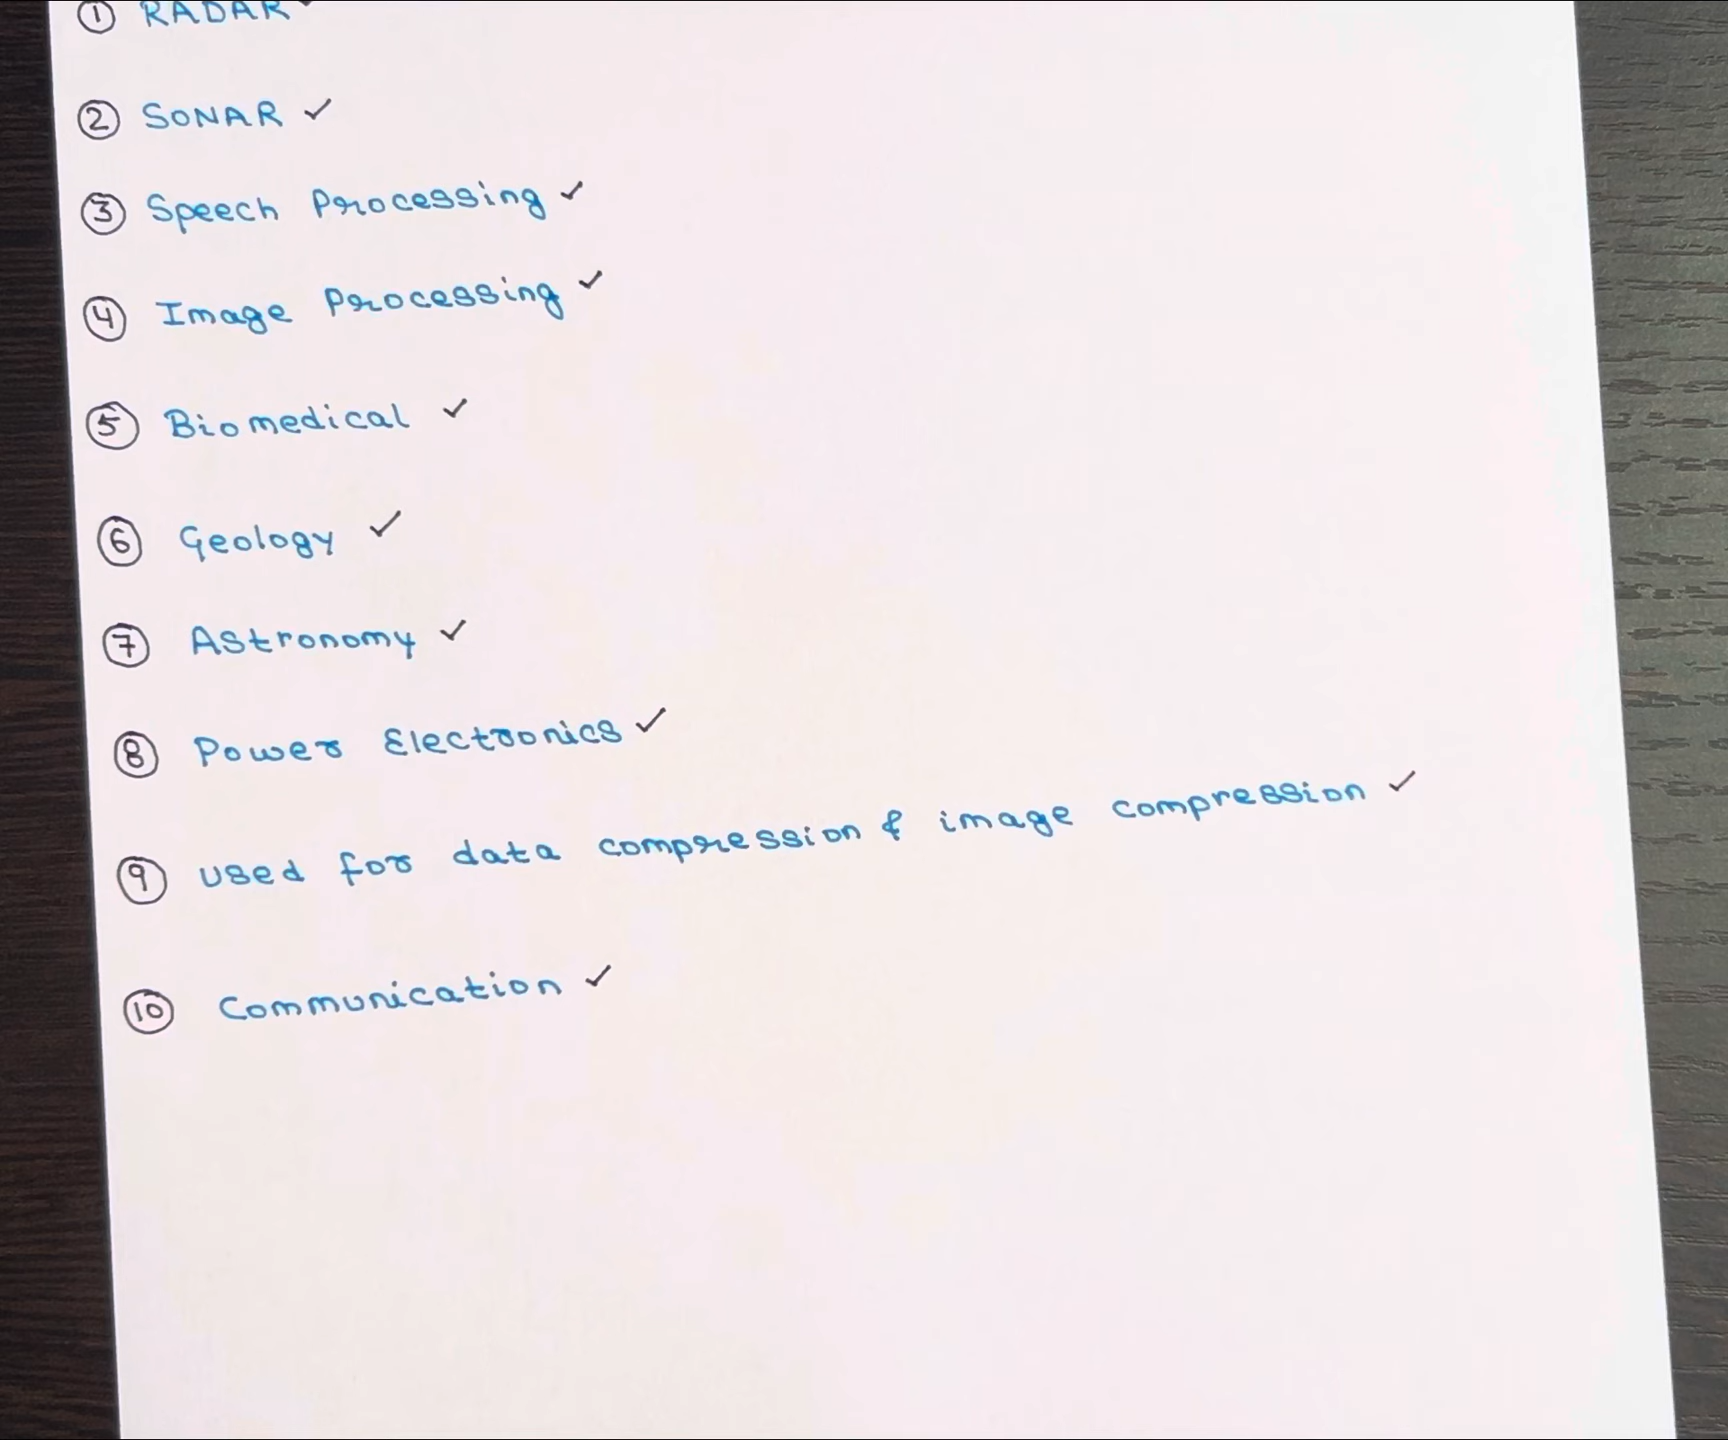 ① RADAR
② SONAR ✓
③ Speech Processing ✓
④ Image Processing ✓
⑤ Biomedical ✓
⑥ Geology ✓
⑦ Astronomy ✓
⑧ Power Electronics ✓
⑨ used for data compression & image compression ✓
⑩ Communication ✓